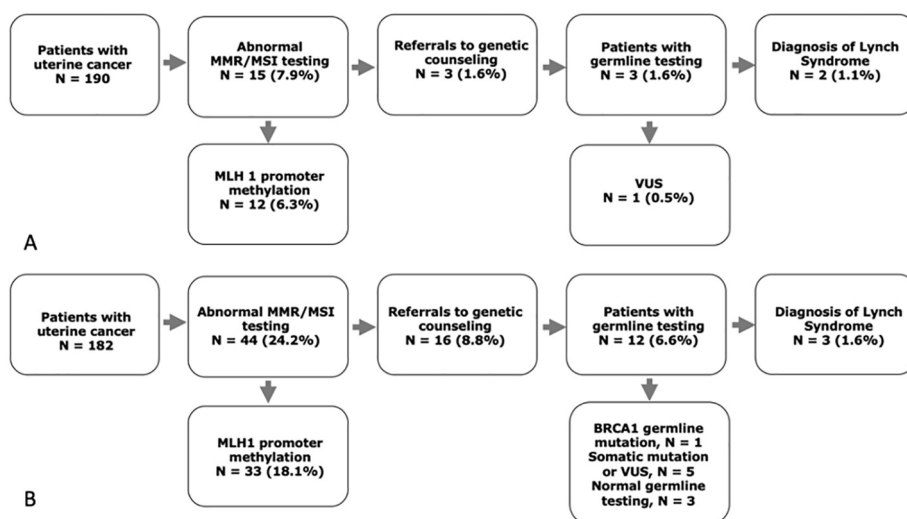 Patients with
uterine cancer
N = 190
Abnormal
MMR/MSI testing
N = 15 (7.9%)
Referrals to genetic
counseling
N = 3 (1.6%)
Patients with
germline testing
N = 3 (1.6%)
Diagnosis of Lynch
Syndrome
N = 2 (1.1%)
MLH 1 promoter
methylation
N = 12 (6.3%)
VUS
N = 1 (0.5%)
A
Patients with
uterine cancer
N = 182
Abnormal MMR/MSI
testing
N = 44 (24.2%)
Referrals to genetic
counseling
N = 16 (8.8%)
Patients with
germline testing
N = 12 (6.6%)
Diagnosis of Lynch
Syndrome
N = 3 (1.6%)
MLH1 promoter
methylation
N = 33 (18.1%)
BRCA1 germline
mutation, N = 1
Somatic mutation
or VUS, N = 5
Normal germline
testing, N = 3
B